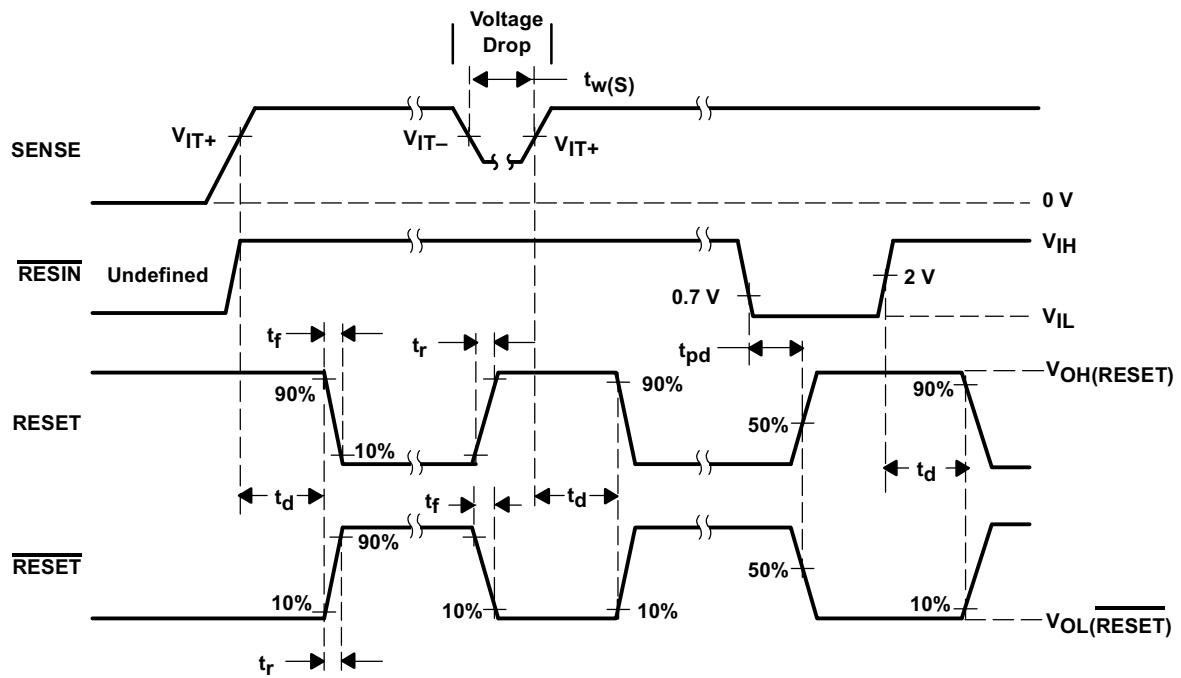 Voltage
Drop
tw(S)
SENSE
VIT+
VIT–
VIT+
0 V
RESIN
Undefined
VIH
0.7 V
2 V
VIL
tf
tr
tpd
RESET
90%
10%
90%
50%
90%
VOH(RESET)
td
tf
td
td
RESET
90%
10%
10%
10%
50%
10%
VOL(RESET)
tr